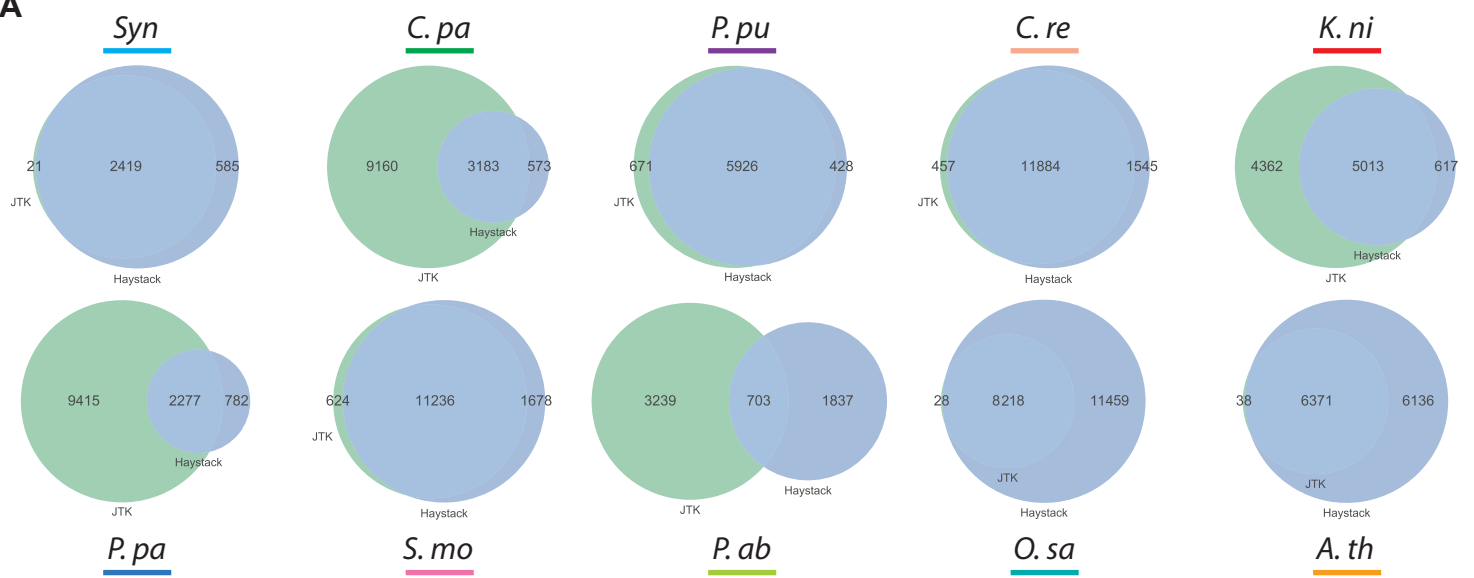 A
Syn C. pa P. pu C. re K. ni
21 2419 585 9160 3183 573 671 5926 428 457 11884 1545 4362 5013 617
JTK JTK JTK
Haystack Haystack
Haystack JTK Haystack Haystack JTK
9415 2277 782 624 11236 1678 3239 703 1837 28 8218 11459 38 6371 6136
JTK
Haystack JTK JTK
Haystack
JTK Haystack JTK Haystack Haystack
P. pa S. mo P. ab O. sa A. th